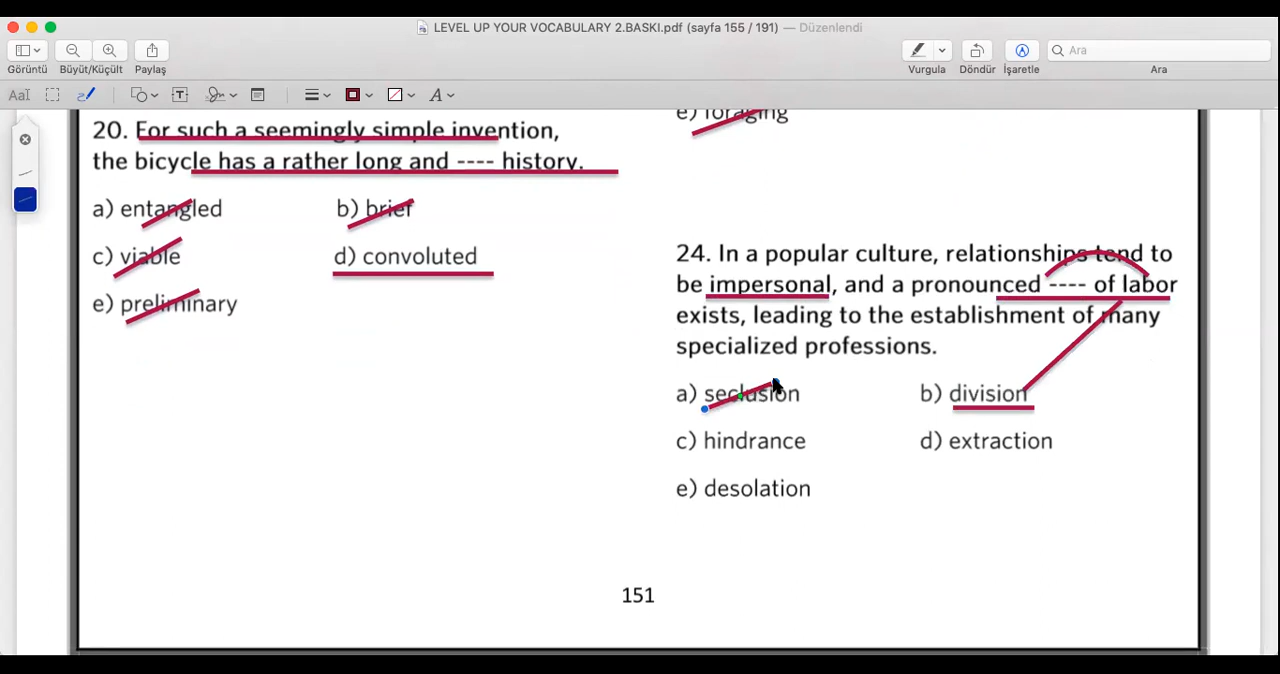 LEVEL UP YOUR VOCABULARY 2.BASKI.pdf (sayfa 155 / 191) — Düzenlendi
Ara
Görüntü Büyüt/Küçült Paylaş Vurgula Döndür İşaretle Ara
AaI T A
20. For such a seemingly simple invention,
the bicycle has a rather long and ---- history.
a) entangled b) brief
c) viable d) convoluted
e) preliminary
e) foraging
24. In a popular culture, relationships tend to
be impersonal, and a pronounced ---- of labor
exists, leading to the establishment of many
specialized professions.
a) seclusion b) division
c) hindrance d) extraction
e) desolation
151